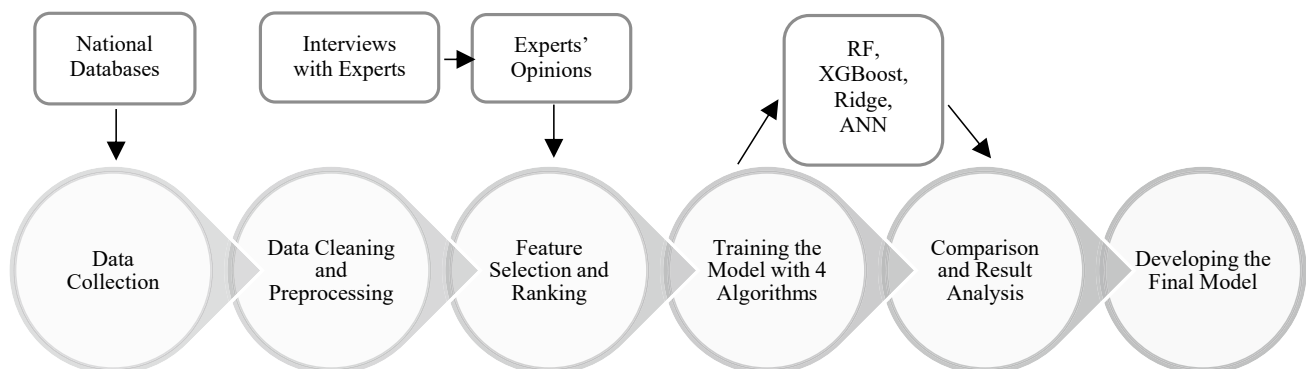 National
Databases
Interviews
with Experts
Experts’
Opinions
RF,
XGBoost,
Ridge,
ANN
Data
Collection
Data Cleaning
and
Preprocessing
Feature
Selection and
Ranking
Training the
Model with 4
Algorithms
Comparison
and Result
Analysis
Developing the
Final Model